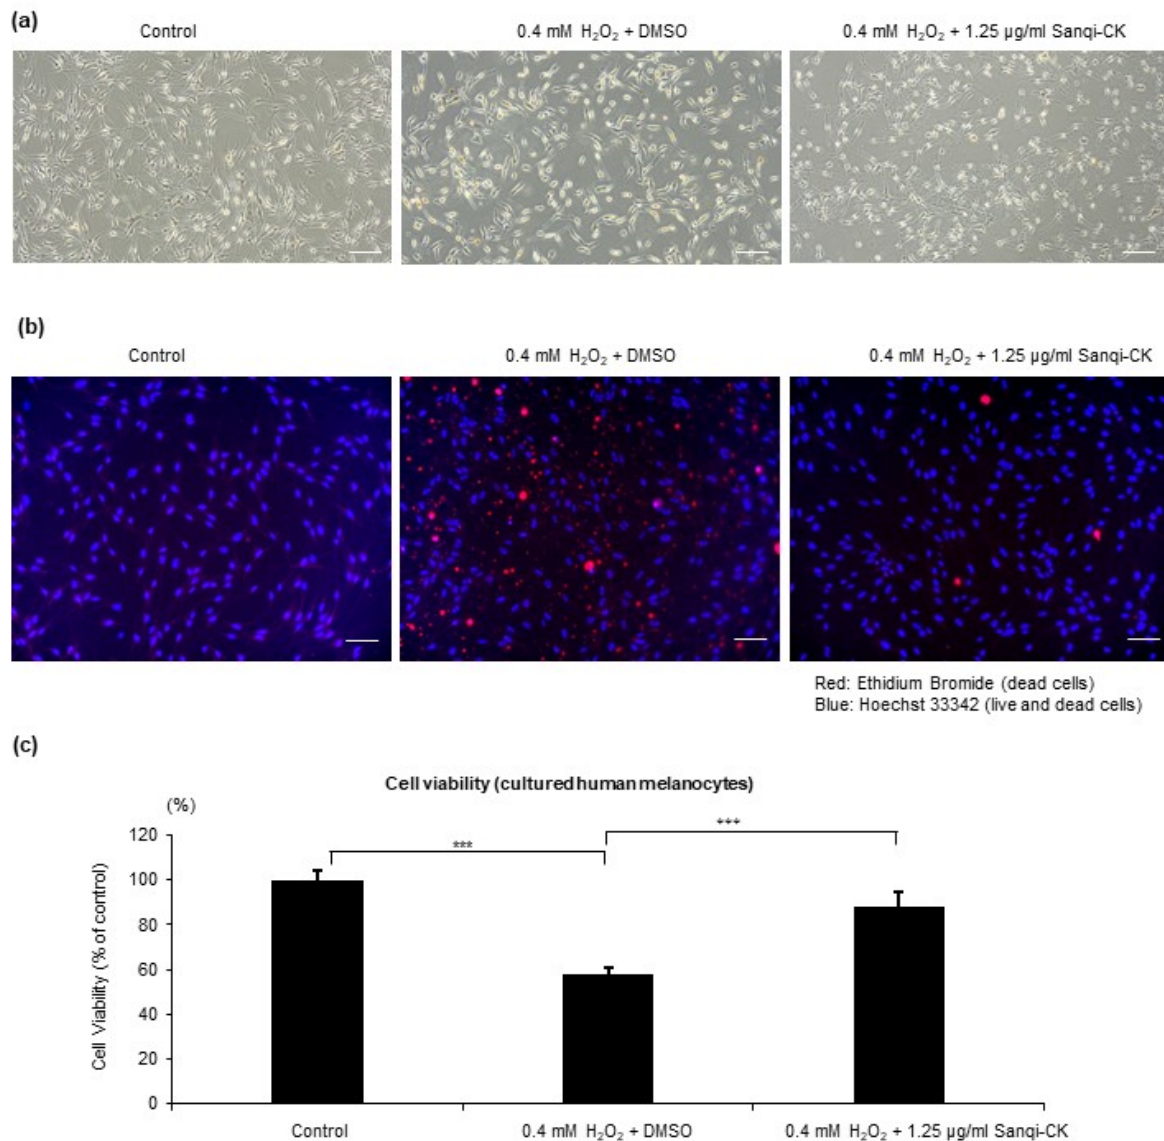 (a)
Control
0.4 mM H₂O₂ + DMSO
0.4 mM H₂O₂ + 1.25 µg/ml Sanqi-CK
(b)
Control
0.4 mM H₂O₂ + DMSO
0.4 mM H₂O₂ + 1.25 µg/ml Sanqi-CK
Red: Ethidium Bromide (dead cells)
Blue: Hoechst 33342 (live and dead cells)
(c)
Cell viability (cultured human melanocytes)
(%)
Cell Viability (% of control)
120
100
80
60
40
20
0
***
***
Control
0.4 mM H₂O₂ + DMSO
0.4 mM H₂O₂ + 1.25 µg/ml Sanqi-CK